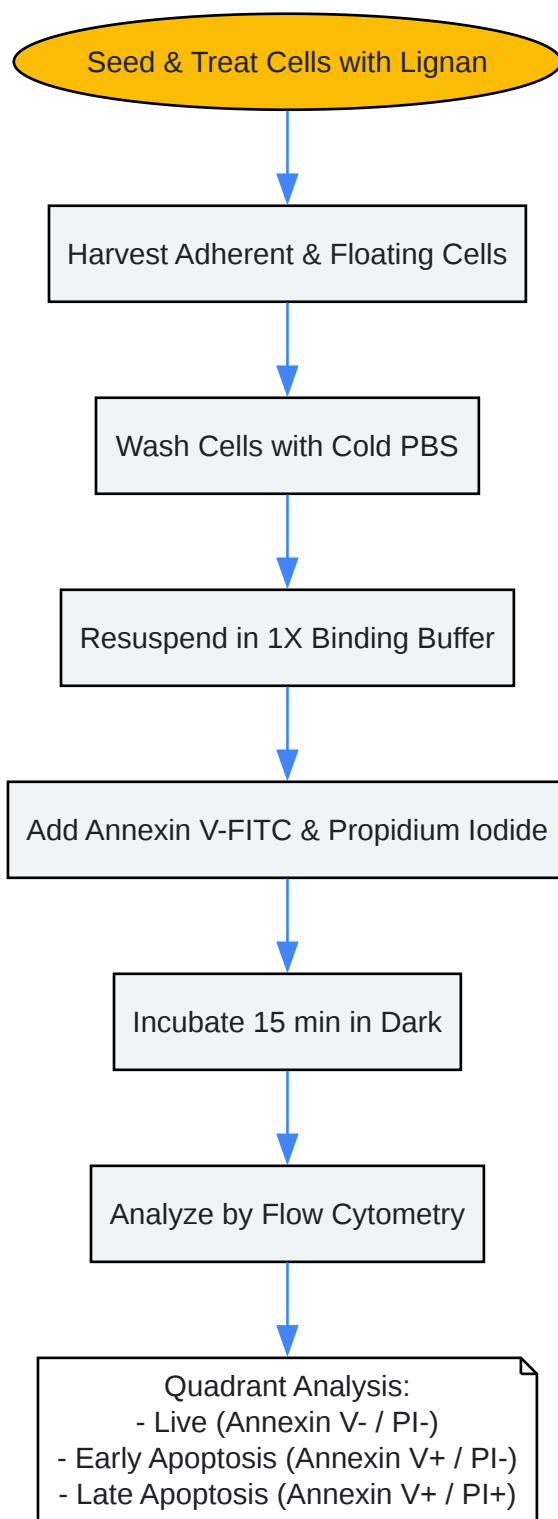 Seed & Treat Cells with Lignan
Harvest Adherent & Floating Cells
Wash Cells with Cold PBS
Resuspend in 1X Binding Buffer
Add Annexin V-FITC & Propidium Iodide
Incubate 15 min in Dark
Analyze by Flow Cytometry
Quadrant Analysis:
- Live (Annexin V- / PI-)
- Early Apoptosis (Annexin V+ / PI-)
- Late Apoptosis (Annexin V+ / PI+)